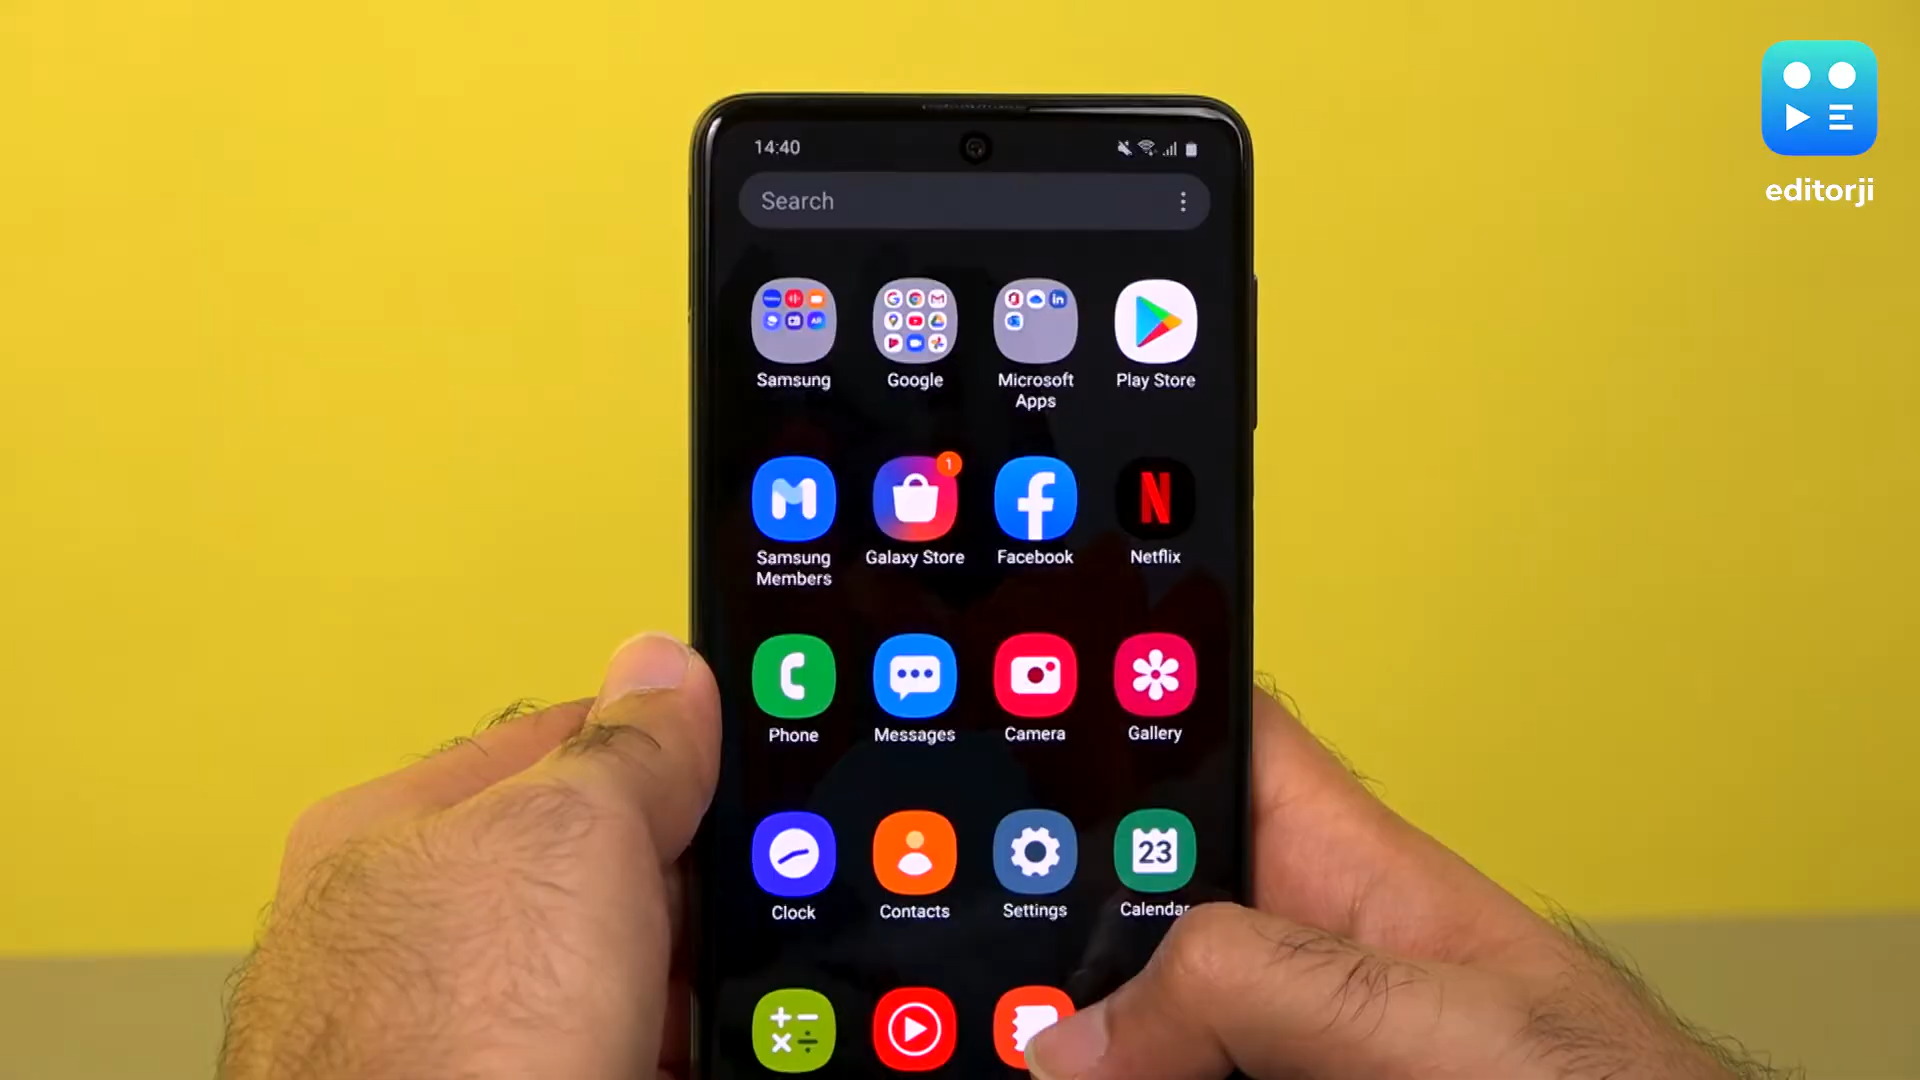 editorji
14:40
Search
Samsung
Google
Microsoft
Apps
Play Store
1
Samsung
Members
Galaxy Store
Facebook
Netflix
Phone
Messages
Camera
Gallery
23
Clock
Contacts
Settings
Calendar